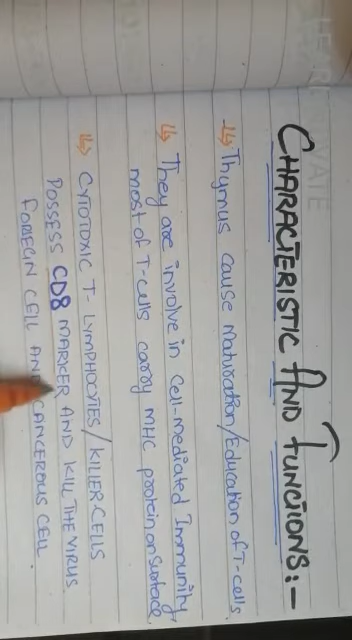 CHARACTERISTIC AND FUNCTIONS:-
↳ Thymus cause Maturation/Education of T-cells.
↳ They are involve in Cell-mediated Immunity,
most of T-cells carry MHC protein on surface
↳ CYTOTOXIC T-LYMPHOCYTES/KILLER CELLS
POSSESS CD8 MARKER AND KILL THE VIRUS
FOREGN CELL AND CANCEROUS CELL